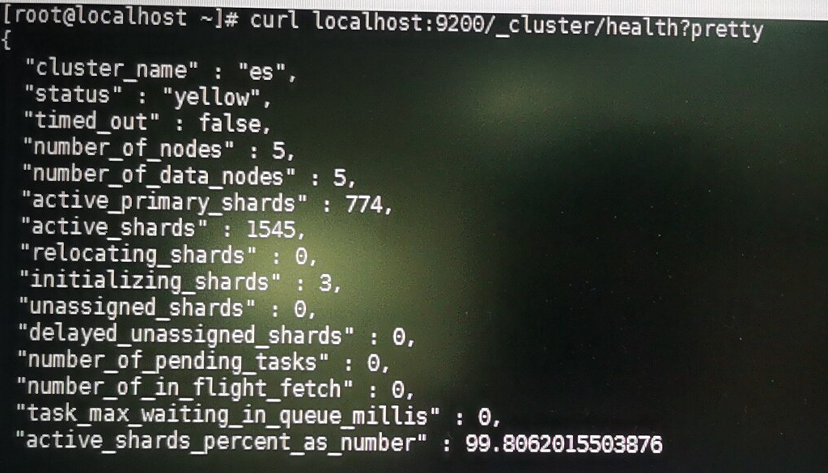 [root@localhost ~]# curl localhost:9200/_cluster/health?pretty
{
"cluster_name" : "es",
"status" : "yellow",
"timed_out" : false,
"number_of_nodes" : 5,
"number_of_data_nodes" : 5,
"active_primary_shards" : 774,
"active_shards" : 1545,
"relocating_shards" : 0,
"initializing_shards" : 3,
"unassigned_shards" : 0,
"delayed_unassigned_shards" : 0,
"number_of_pending_tasks" : 0,
"number_of_in_flight_fetch" : 0,
"task_max_waiting_in_queue_millis" : 0,
"active_shards_percent_as_number" : 99.8062015503876